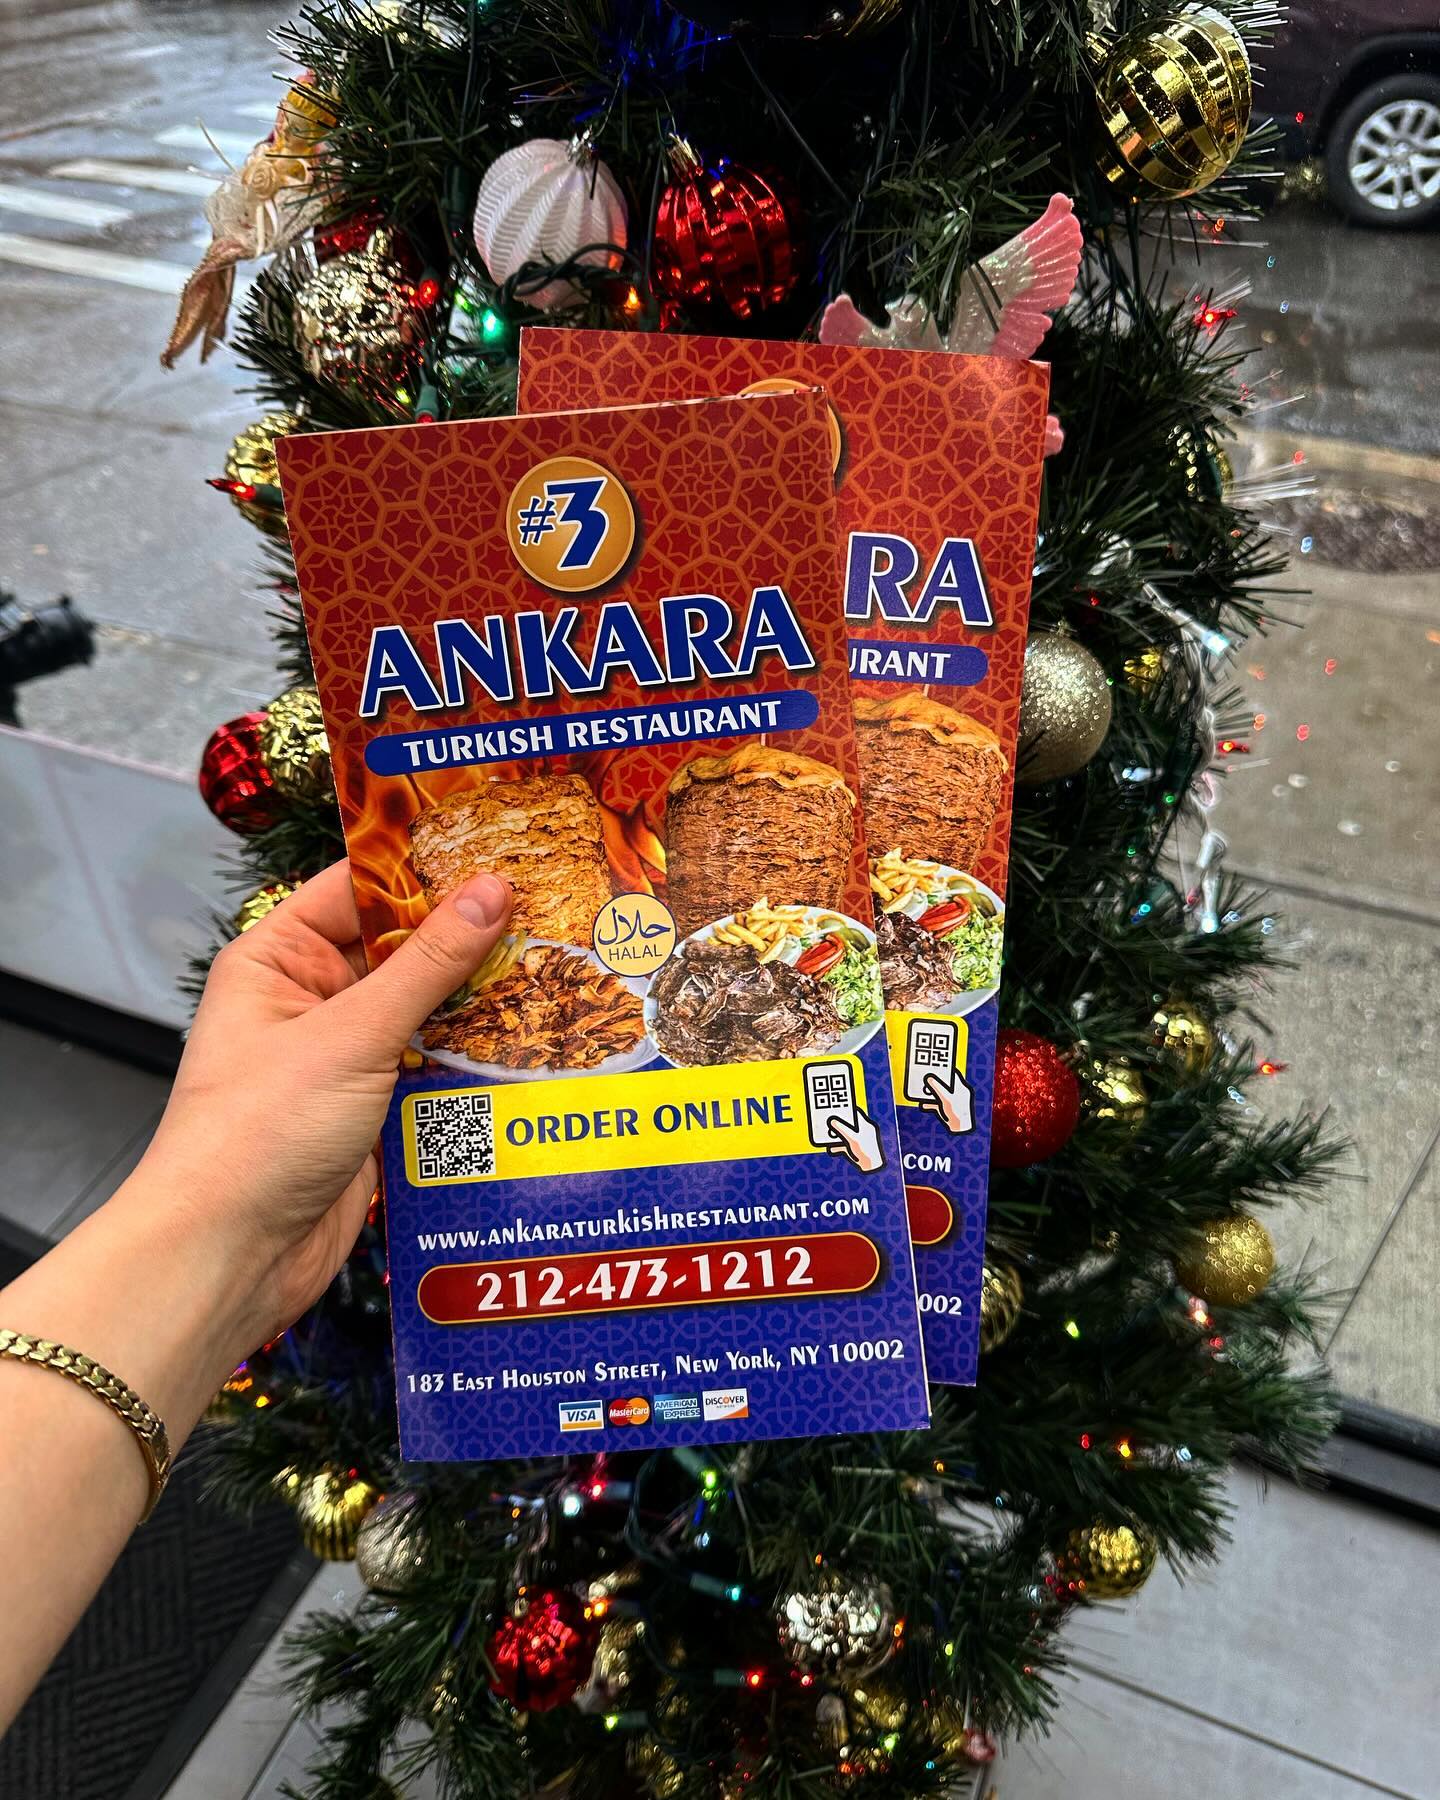 #3
ANKARA
TURKISH RESTAURANT
حلال
HALAL
ORDER ONLINE
www.ankaraturkishrestaurant.com
212-473-1212
183 East Houston Street, New York, NY 10002
VISA MasterCard AMERICAN EXPRESS DISCOVER
RA
URANT
.COM
002